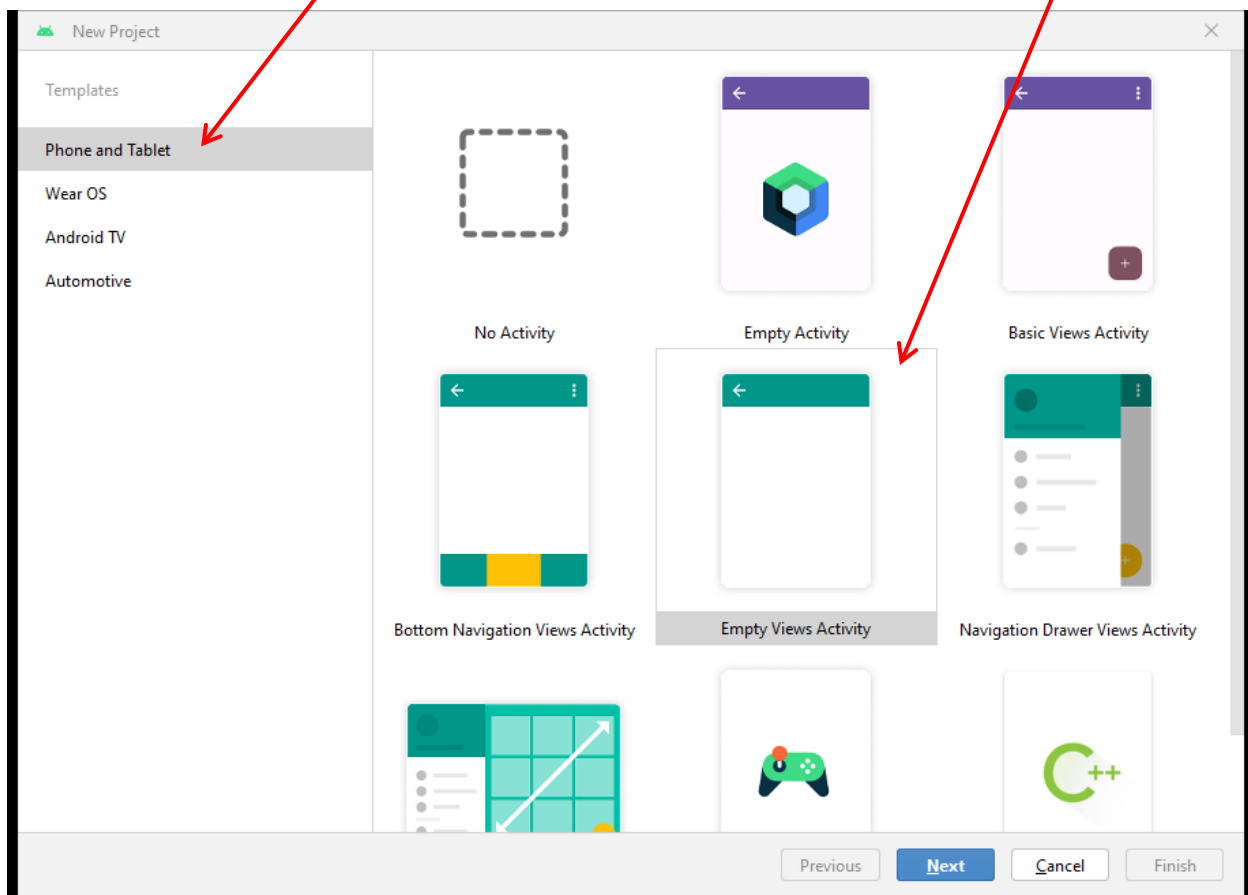 New Project
Templates
Phone and Tablet
Wear OS
Android TV
Automotive
No Activity
Empty Activity
Basic Views Activity
Bottom Navigation Views Activity
Empty Views Activity
Navigation Drawer Views Activity
C++
Previous
Next
Cancel
Finish